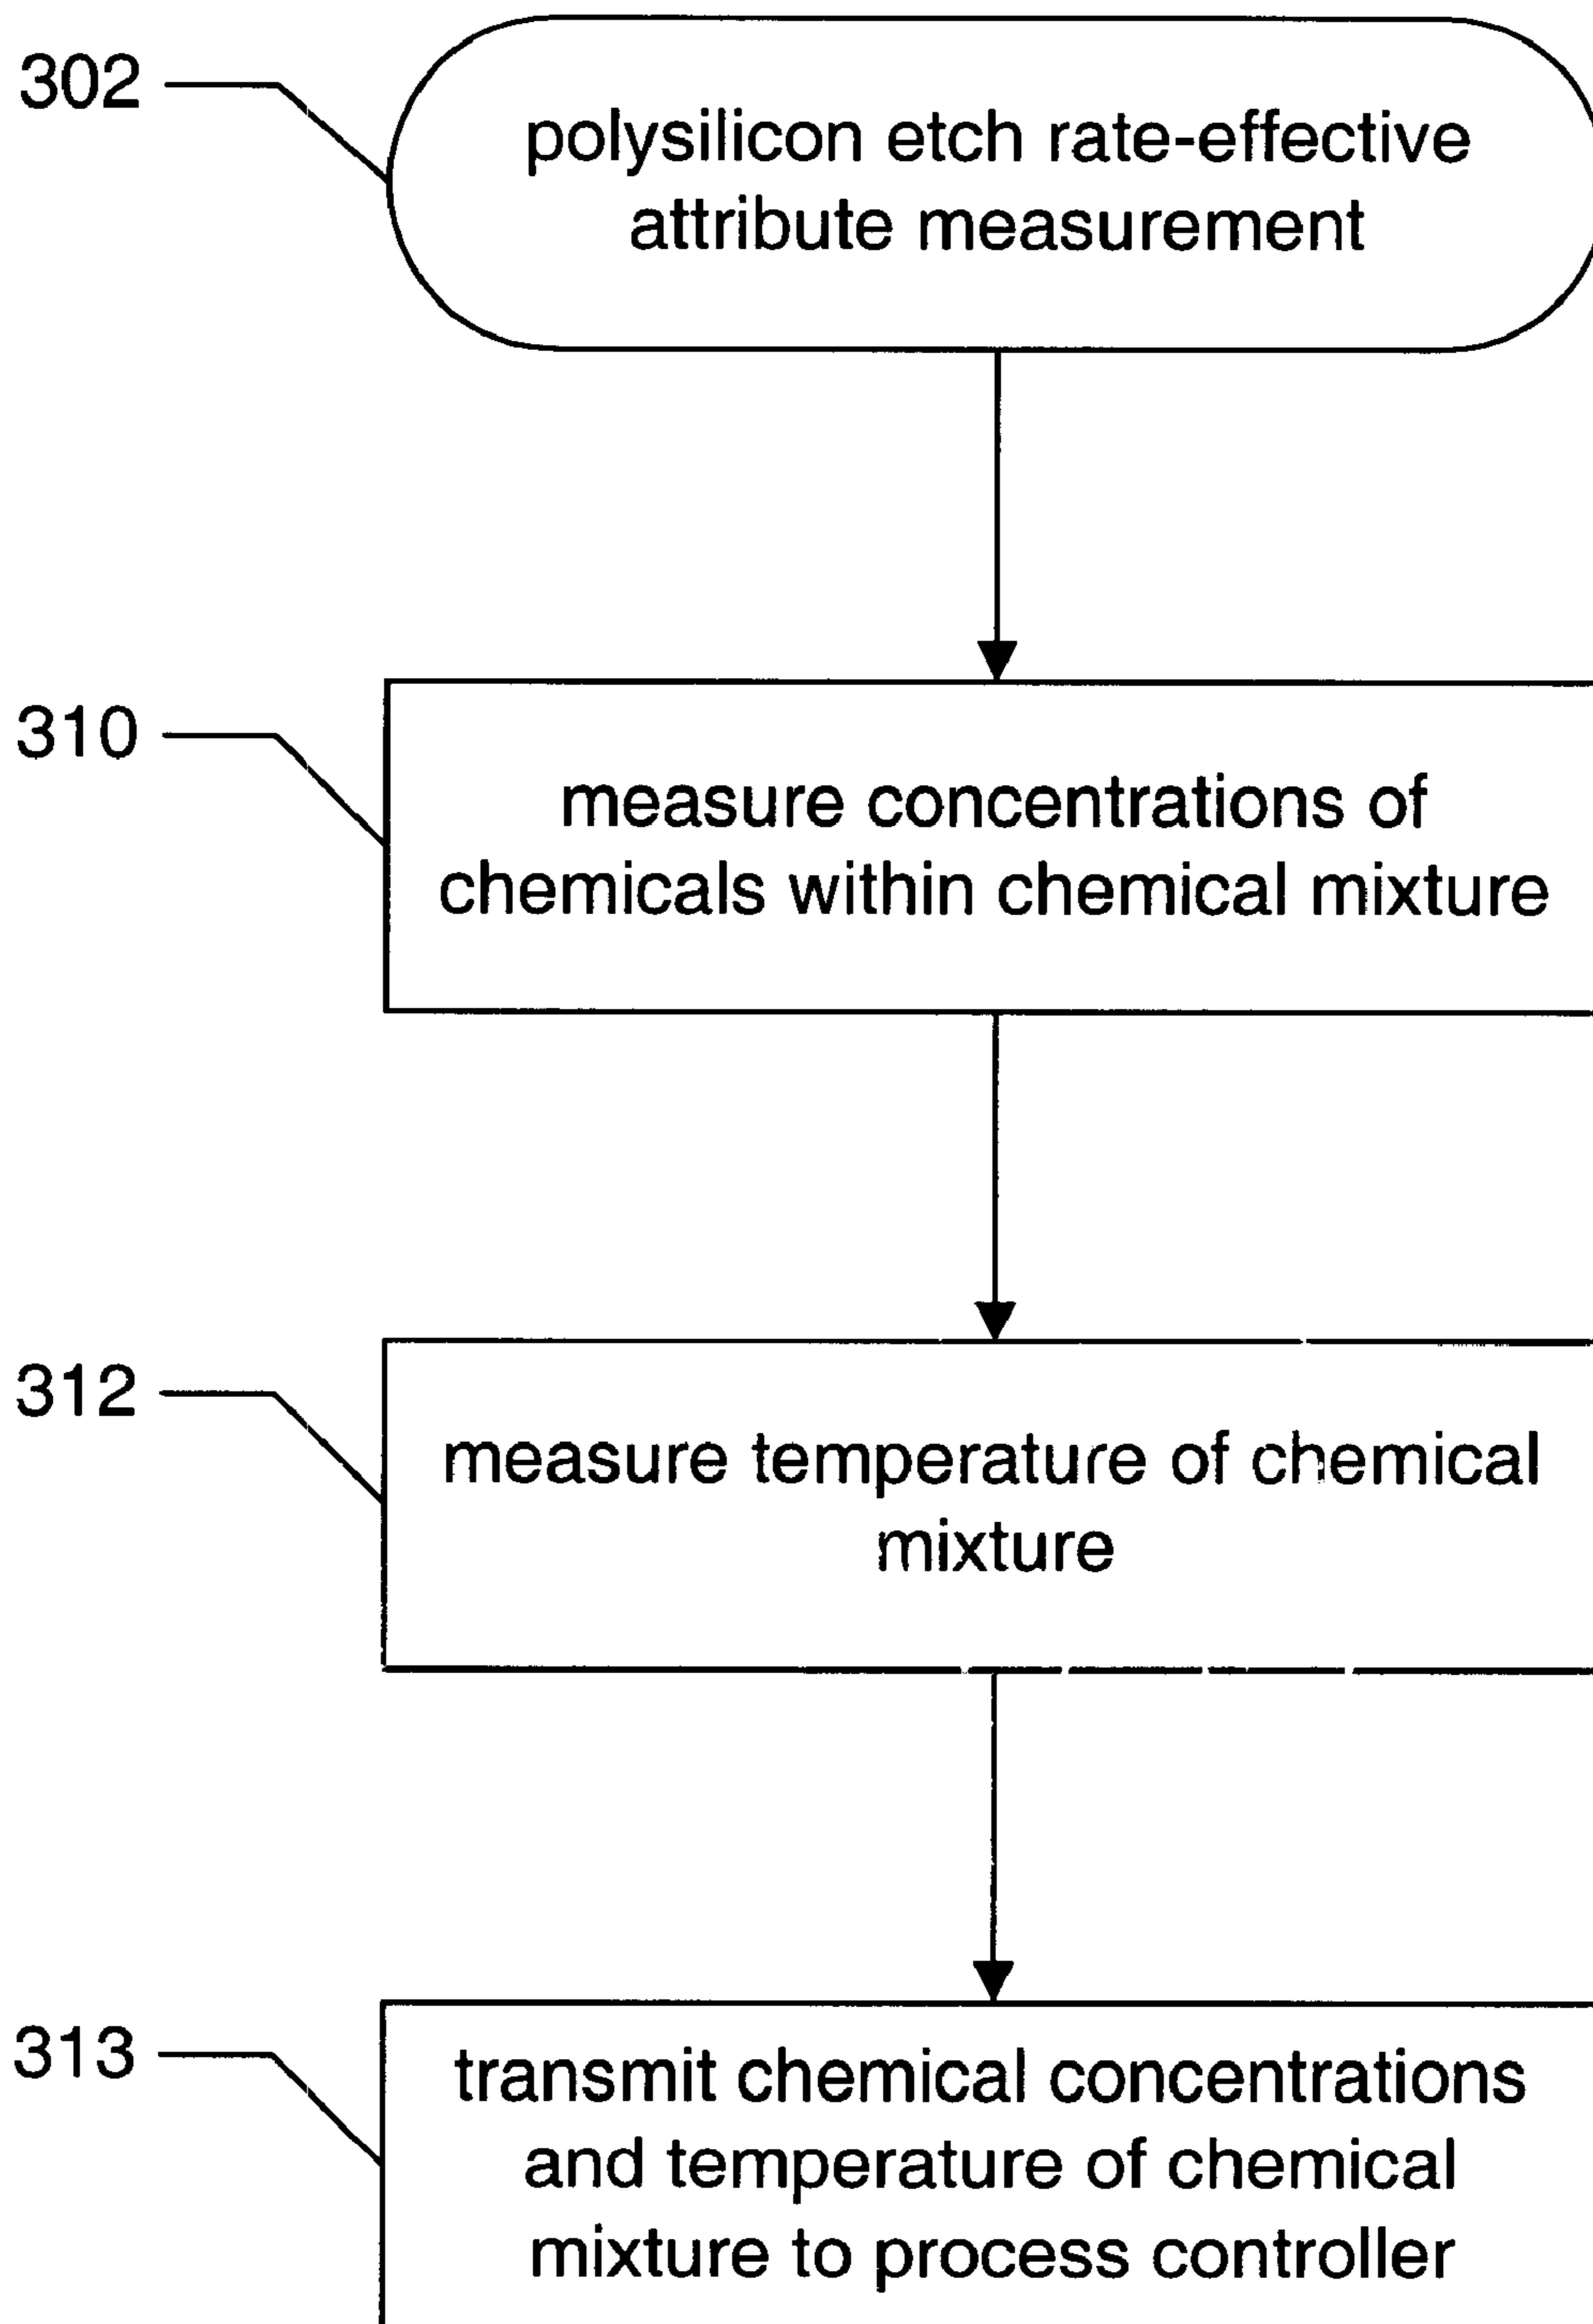 302
polysilicon etch rate-effective
attribute measurement
310
measure concentrations of
chemicals within chemical mixture
312
measure temperature of chemical
mixture
313
transmit chemical concentrations
and temperature of chemical
mixture to process controller